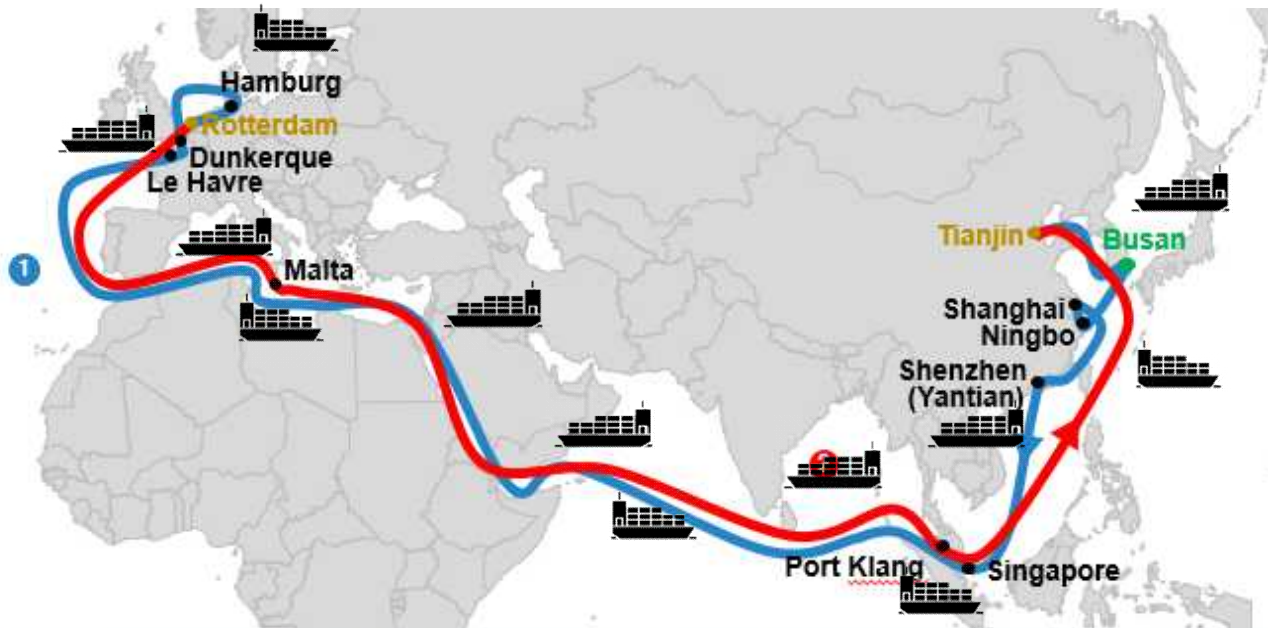 Hamburg
Rotterdam
Dunkerque
Le Havre
Tianjin
Busan
1
Malta
Shanghai
Ningbo
Shenzhen
(Yantian)
Port Klang
Singapore